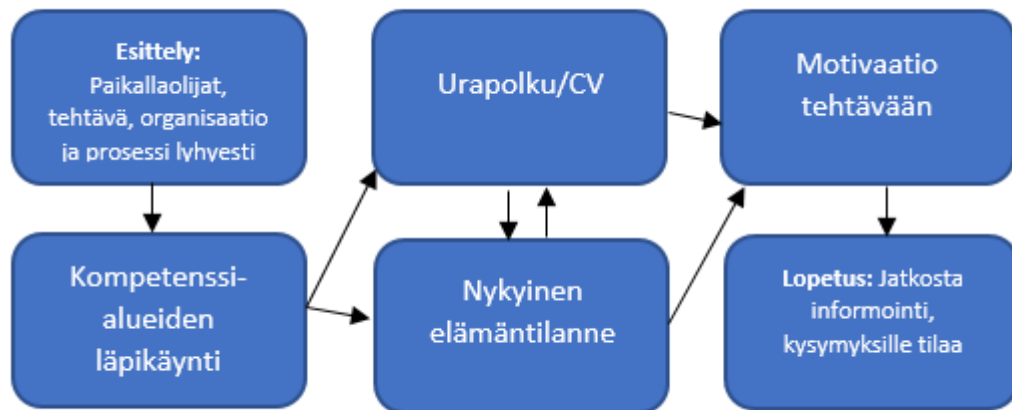 Esittely:
Paikallaolijat,
tehtävä, organisaatio
ja prosessi lyhyesti
Kompetenssi-
alueiden
läpikäynti
Urapolku/CV
Nykyinen
elämäntilanne
Motivaatio
tehtävään
Lopetus: Jatkosta
informointi,
kysymyksille tilaa